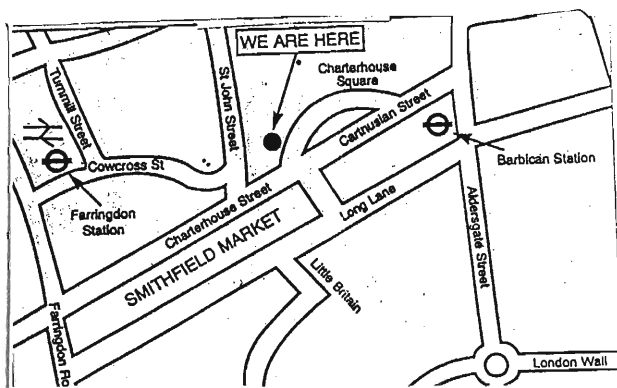 WE ARE HERE
Turnmill Street
St John Street
Charterhouse
Square
Carthusian Street
Cowcross St
Barbican Station
Farringdon
Station
Charterhouse Street
Long Lane
SMITHFIELD MARKET
Aldersgate Street
Little Britain
Farringdon Ro
London Wall